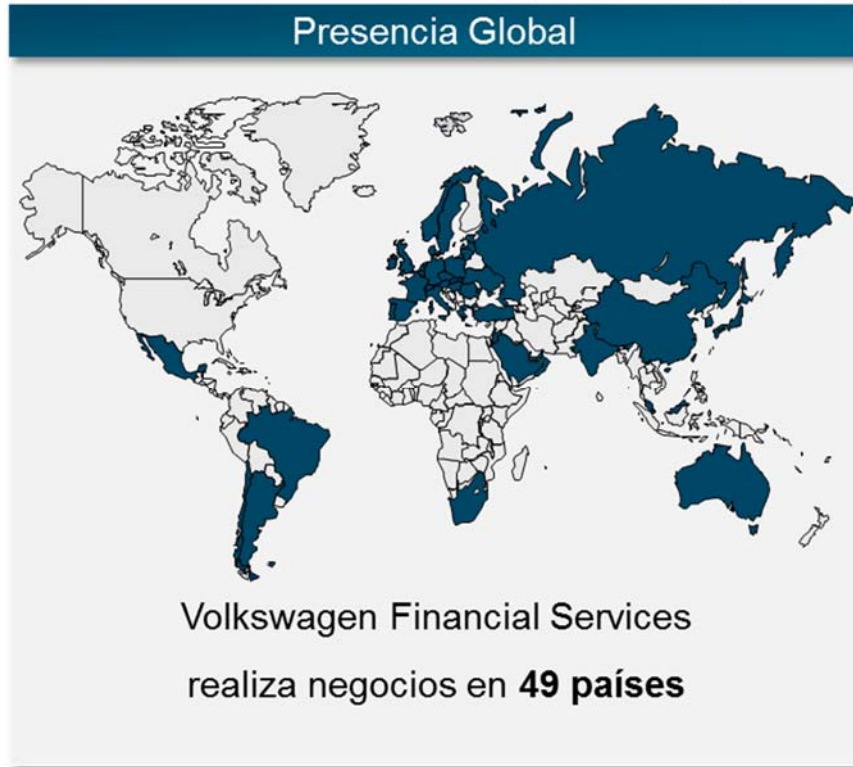 Presencia Global
Volkswagen Financial Services
realiza negocios en 49 países